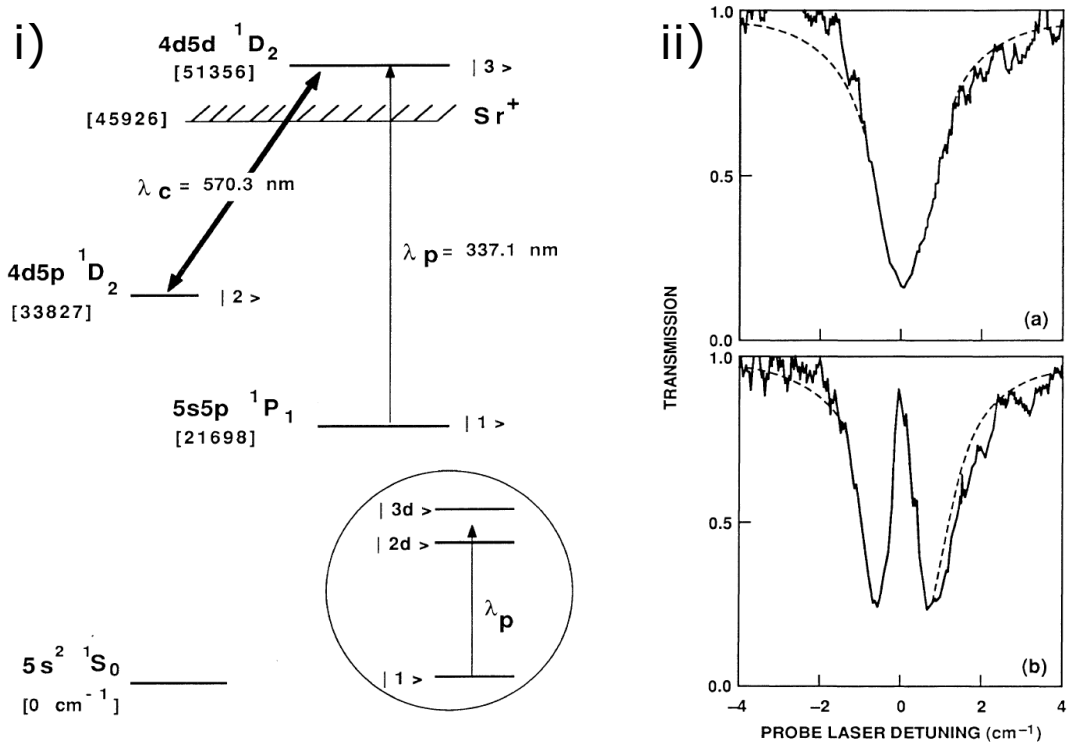 i)
4d5d ¹D₂
[51356]
| 3 >
[45926]
Sr⁺
λ c = 570.3 nm
λ p = 337.1 nm
4d5p ¹D₂
[33827]
| 2 >
5s5p ¹P₁
[21698]
| 1 >
| 3d >
| 2d >
λp
| 1 >
5s² ¹S₀
[0 cm⁻¹]
ii)
TRANSMISSION
1.0
0.5
0.0
(a)
1.0
0.5
0.0
(b)
−4 −2 0 2 4
PROBE LASER DETUNING (cm⁻¹)